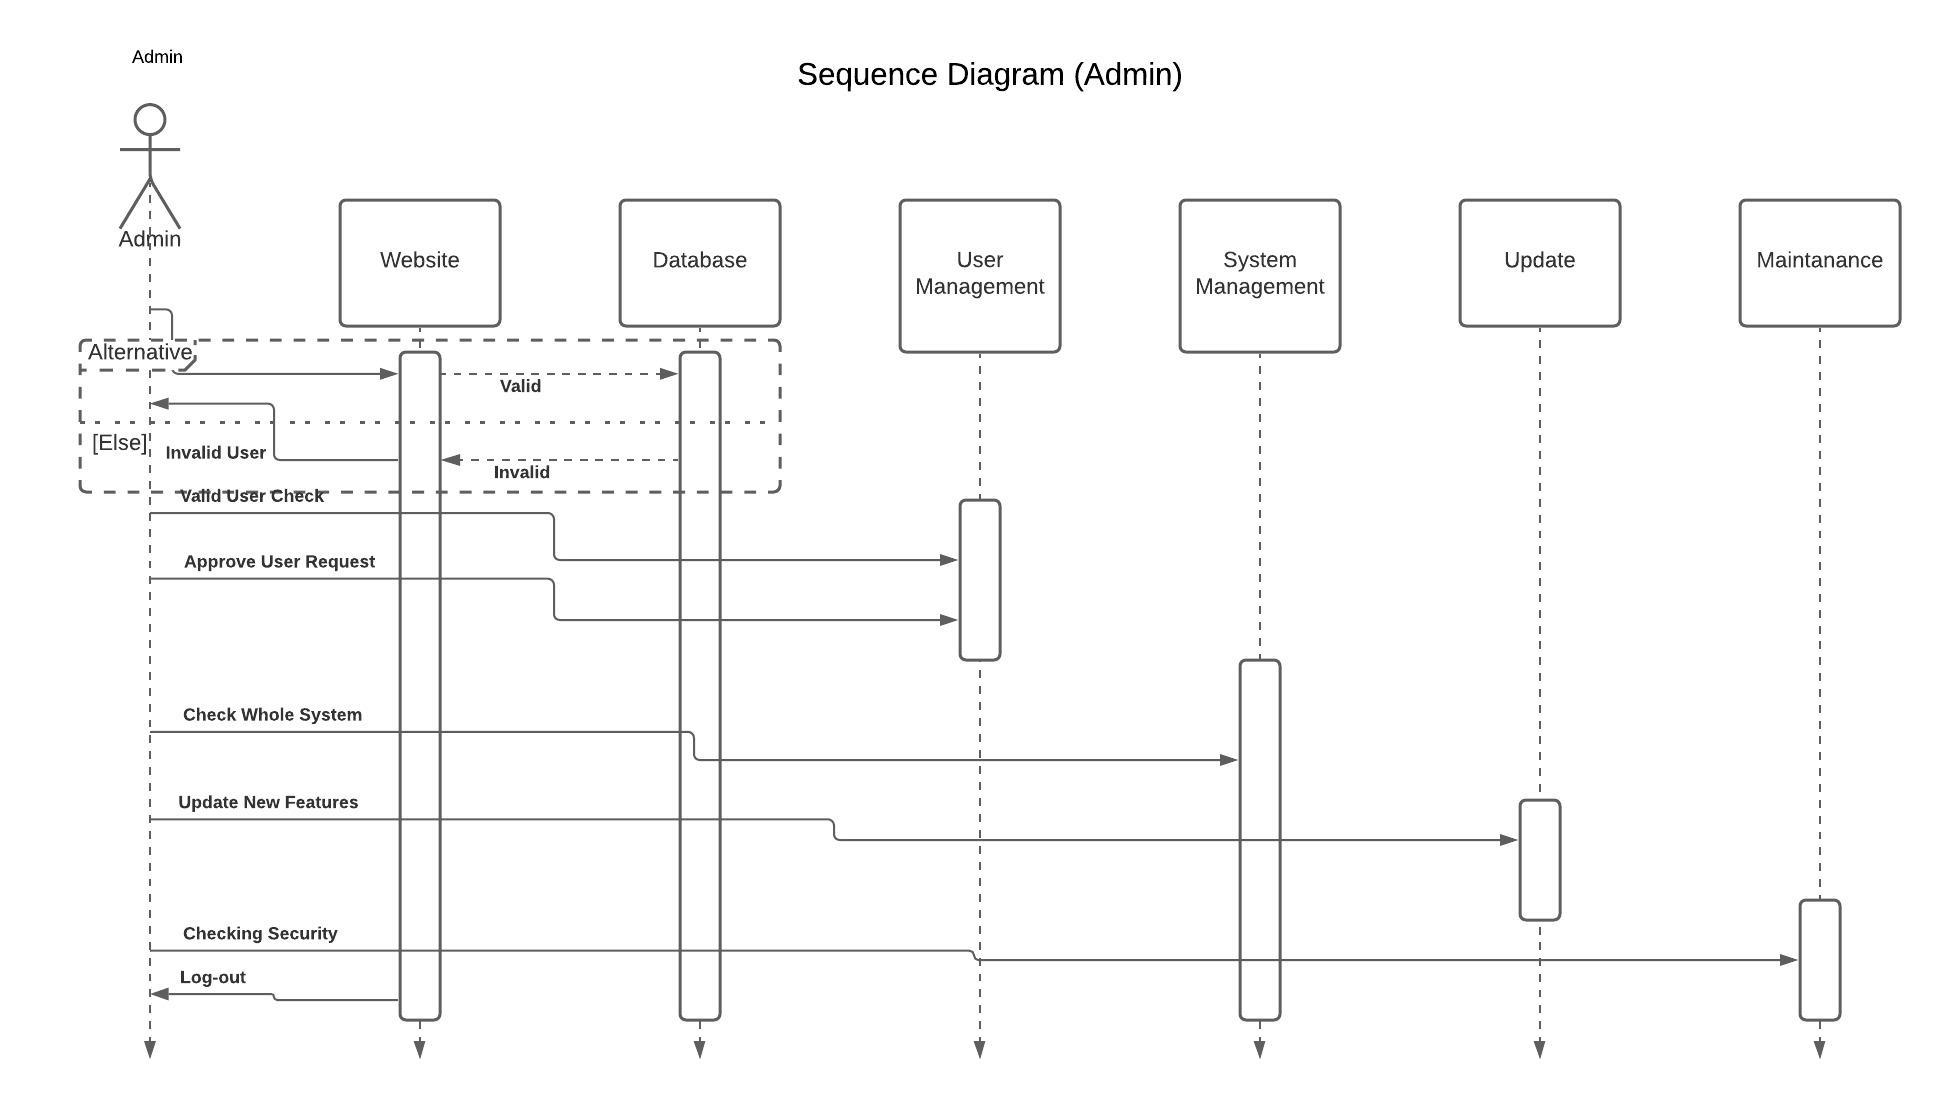 Admin
Sequence Diagram (Admin)
Admin
Website
Database
User
Management
System
Management
Update
Maintanance
Alternative
Valid
[Else]
Invalid User
Invalid
Valid User Check
Approve User Request
Check Whole System
Update New Features
Checking Security
Log-out